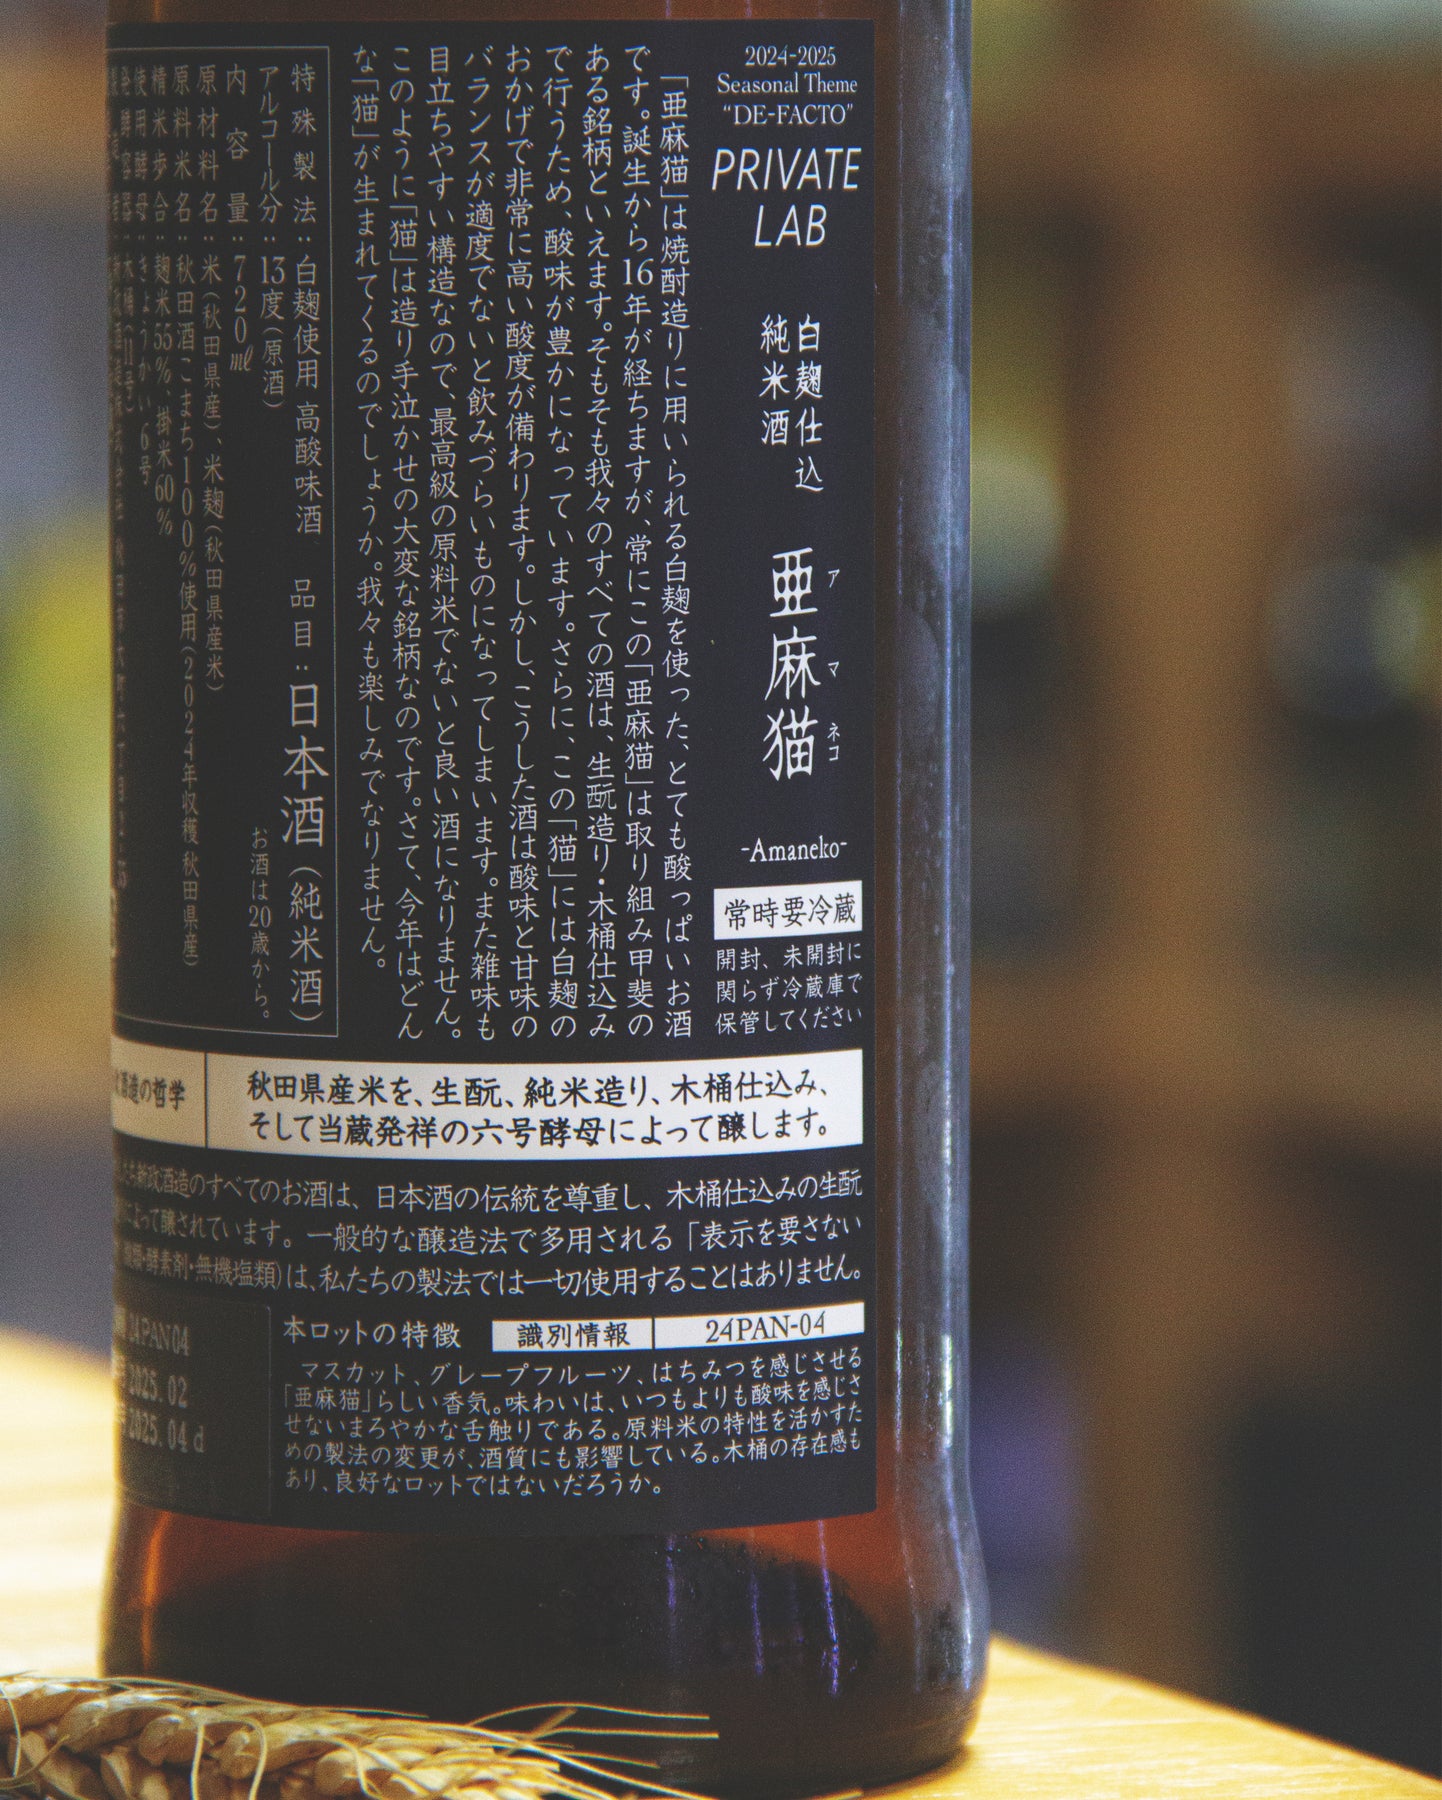 2024-2025
Seasonal Theme
“DE-FACTO”
PRIVATE
LAB
白麹仕込
純米酒
亜麻猫
アマネコ
-Amaneko-
常時要冷蔵
開封、未開封に
関らず冷蔵庫で
保管してください
「亜麻猫」は焼酎造りに用いられる白麹を使った、とても酸っぱいお酒
です。誕生から16年が経ちますが、常にこの「亜麻猫」は取り組み甲斐の
ある銘柄といえます。そもそも我々のすべての酒は、生酛造り・木桶仕込み
で行うため、酸味が豊かになっています。さらに、この「猫」には白麹の
おかげで非常に高い酸度が備わります。しかし、こうした酒は酸味と甘味の
バランスが適度でないと飲みづらいものになってしまいます。また雑味も
目立ちやすい構造なので、最高級の原料米でないと良い酒になりません。
このように「猫」は造り手泣かせの大変な銘柄なのです。さて、今年はどん
な「猫」が生まれてくるのでしょうか。我々も楽しみでなりません。
特殊製法：白麹使用 高酸味酒 品目：日本酒（純米酒）
アルコール分：13度（原酒） お酒は20歳から。
内容量：720㎖
原材料名：米（秋田県産）、米麹（秋田県産米）
原料米名：秋田酒こまち100％使用（2024年収穫 秋田県産）
精米歩合：麹米55％、掛米60％
使用酵母：きょうかい6号
発酵容器：木桶（11号）
酒造の哲学
秋田県産米を、生酛、純米造り、木桶仕込み、
そして当蔵発祥の六号酵母によって醸します。
新政酒造のすべてのお酒は、日本酒の伝統を尊重し、木桶仕込みの生酛
によって醸されています。一般的な醸造法で多用される「表示を要さない
酵素剤・無機塩類）は、私たちの製法では一切使用することはありません。
24PAN04
2025.02
2025.04 d
本ロットの特徴
識別情報
24PAN-04
マスカット、グレープフルーツ、はちみつを感じさせる
「亜麻猫」らしい香気。味わいは、いつもよりも酸味を感じさ
せないまろやかな舌触りである。原料米の特性を活かすた
めの製法の変更が、酒質にも影響している。木桶の存在感も
あり、良好なロットではないだろうか。